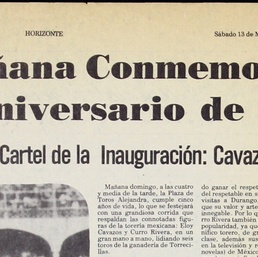 HORIZONTE
Sábado 13 de M
ñana Conmemo
niversario de
Cartel de la Inauguración: Cavaz
Mañana domingo, a las cuatro
y media de la tarde, la Plaza de
Toros Alejandra, cumple cinco
años de vida, lo que se festejará
con una grandiosa corrida que
respaldan las connotadas figu-
ras de la torería mexicana: Eloy
Cavazos y Curro Rivera, en un
gran mano a mano, lidiando seis
toros de la ganadería de Torreci-
llas.
do ganar el respeto
del respetable en s
visitas a Durango,
que su valor y arte
innegable. Por lo q
rro Rivera también
popularidad, ya qu
nífico torero, de g
clase, además sus
en la televisión y r
novelas) de México